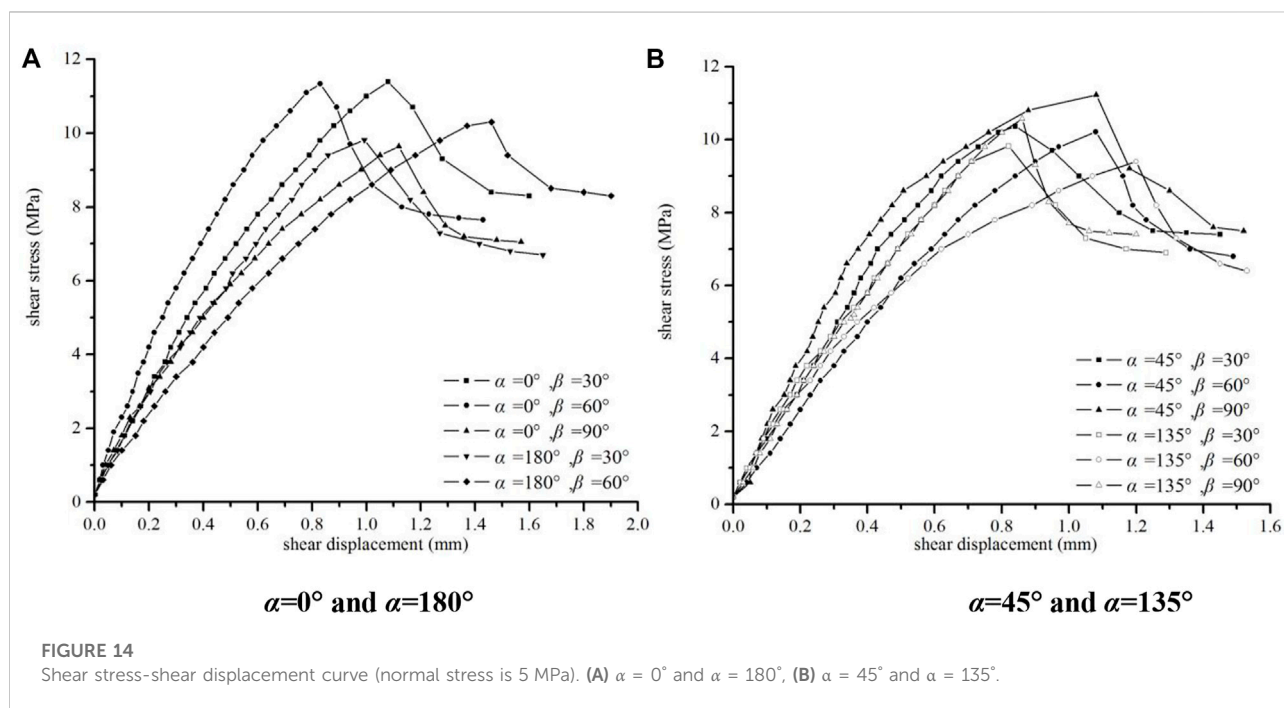 A
12
10
8
6
4
2
0
shear stress (MPa)
α =0° ,β =30°
α =0° ,β =60°
α =0° ,β =90°
α =180° ,β =30°
α =180° ,β =60°
0.0 0.2 0.4 0.6 0.8 1.0 1.2 1.4 1.6 1.8 2.0
shear displacement (mm)
α=0° and α=180°
B
12
10
8
6
4
2
0
shear stress (MPa)
α =45° ,β =30°
α =45° ,β =60°
α =45° ,β =90°
α =135° ,β =30°
α =135° ,β =60°
α =135° ,β =90°
0.0 0.2 0.4 0.6 0.8 1.0 1.2 1.4 1.6
shear displacement (mm)
α=45° and α=135°
FIGURE 14
Shear stress-shear displacement curve (normal stress is 5 MPa). (A) α = 0° and α = 180°, (B) α = 45° and α = 135°.